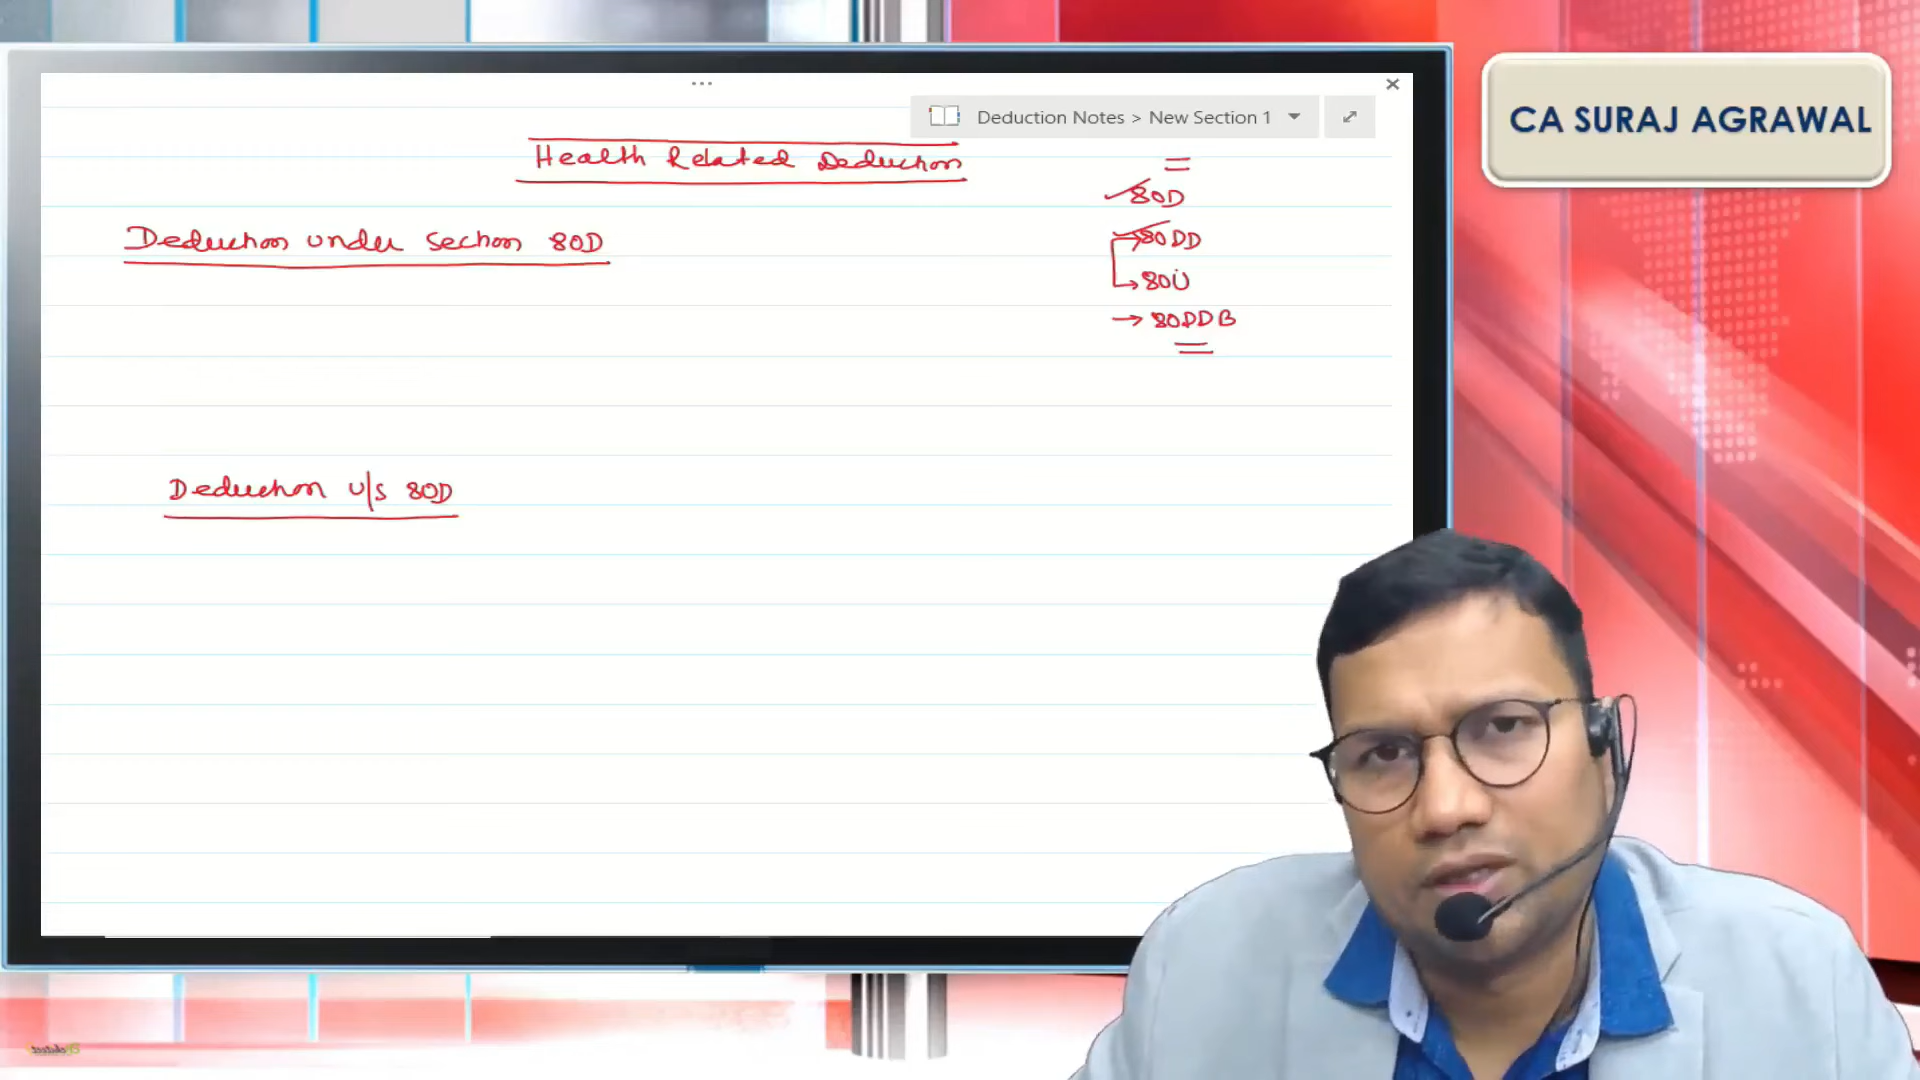 CA SURAJ AGRAWAL
Deduction Notes > New Section 1
Health Related Deduction
80D
Deduction under section 80D
80DD
80U
80DDB
Deduction u/s 80D